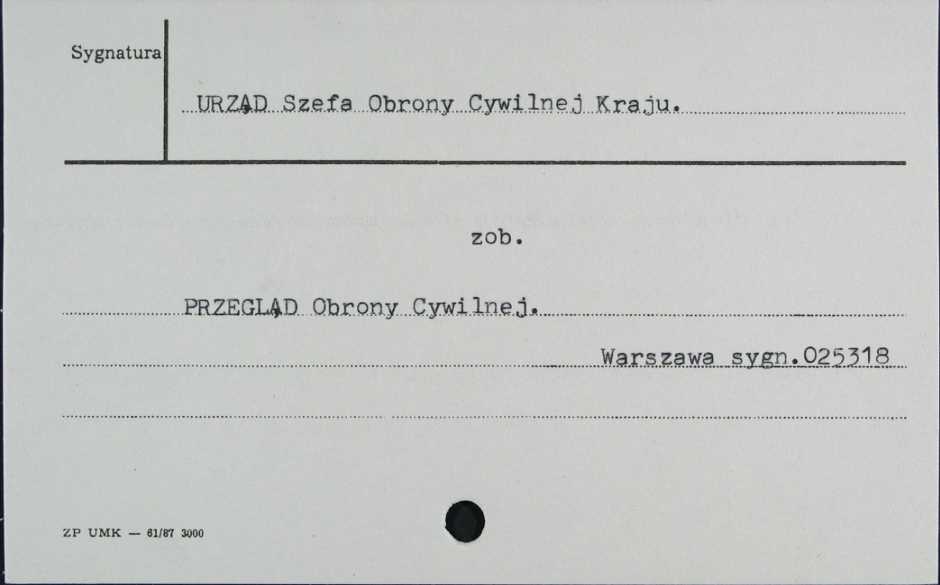 Sygnatura
URZĄD Szefa Obrony Cywilnej Kraju.
zob.
PRZEGLĄD Obrony Cywilnej.
Warszawa sygn.025318
ZP UMK — 61/87 3000